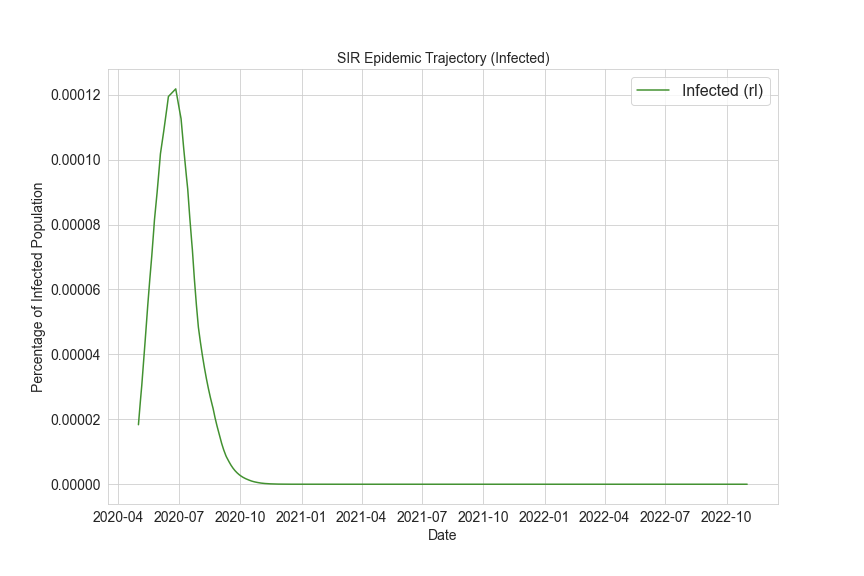 SIR Epidemic Trajectory (Infected)
Infected (rI)
Percentage of Infected Population
0.00012
0.00010
0.00008
0.00006
0.00004
0.00002
0.00000
2020-04 2020-07 2020-10 2021-01 2021-04 2021-07 2021-10 2022-01 2022-04 2022-07 2022-10
Date